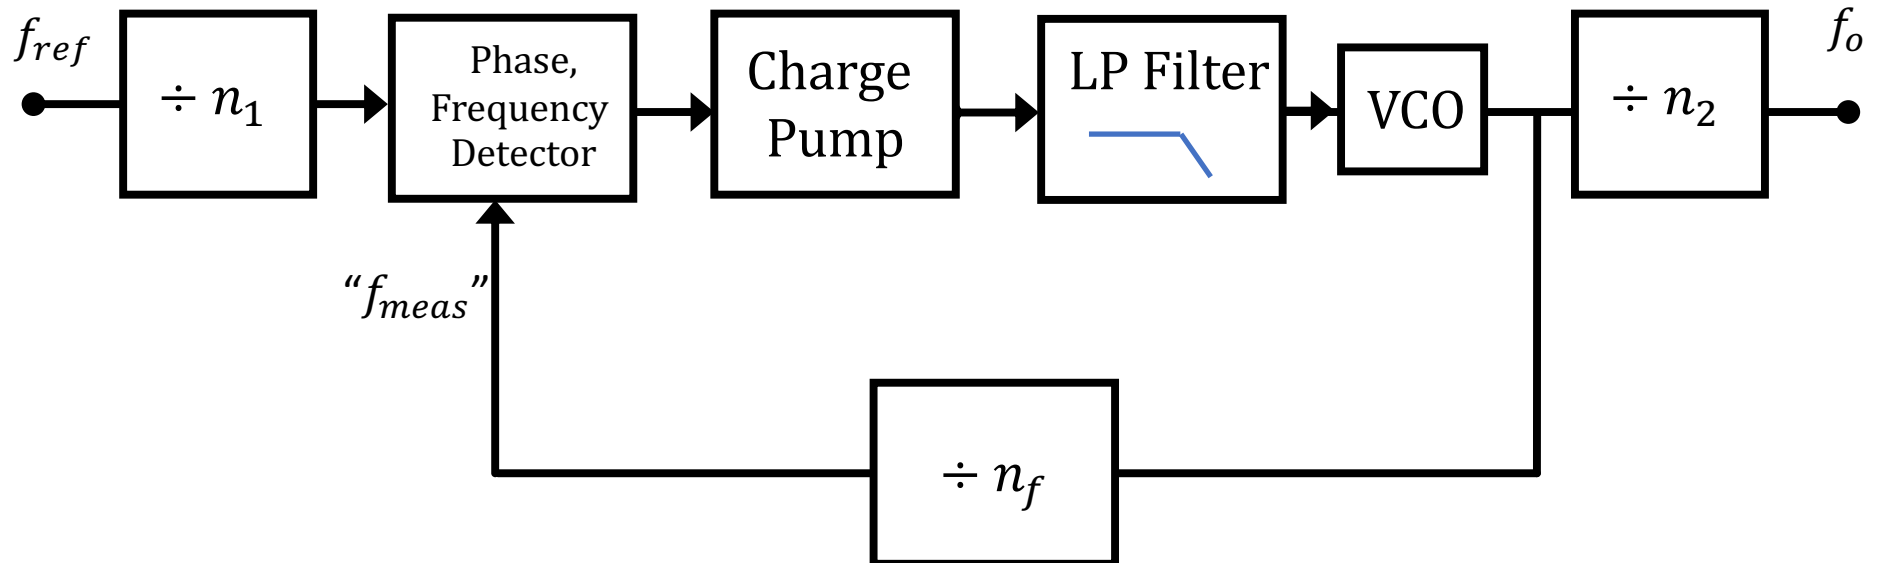 f_ref
÷ n_1
Phase,
Frequency
Detector
Charge
Pump
LP Filter
VCO
÷ n_2
f_o
“f_meas”
÷ n_f